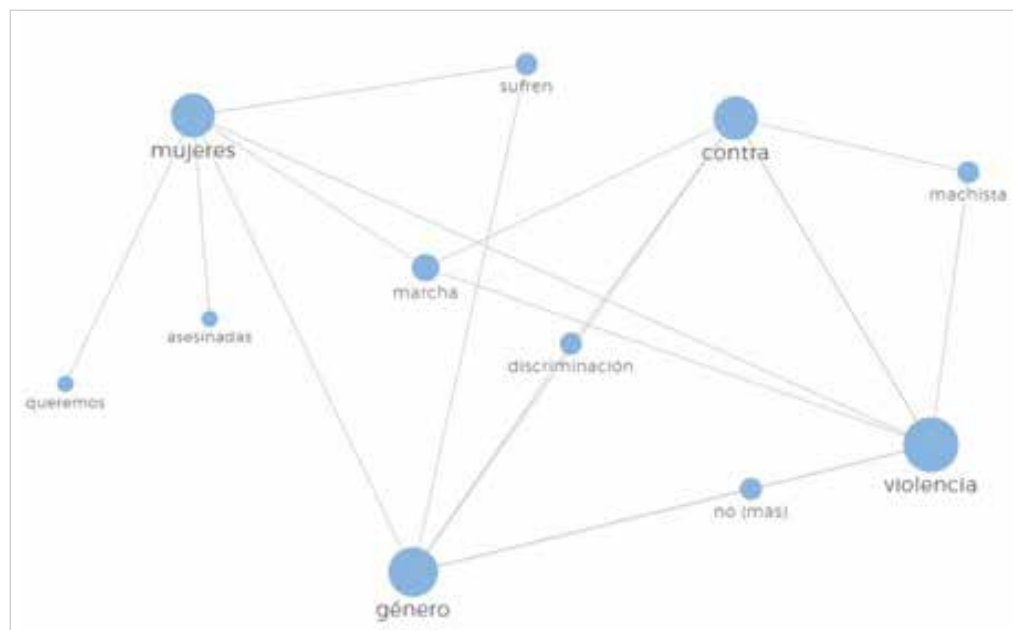 sufren
mujeres
contra
machista
marcha
asesinadas
discriminación
queremos
violencia
no (más)
género